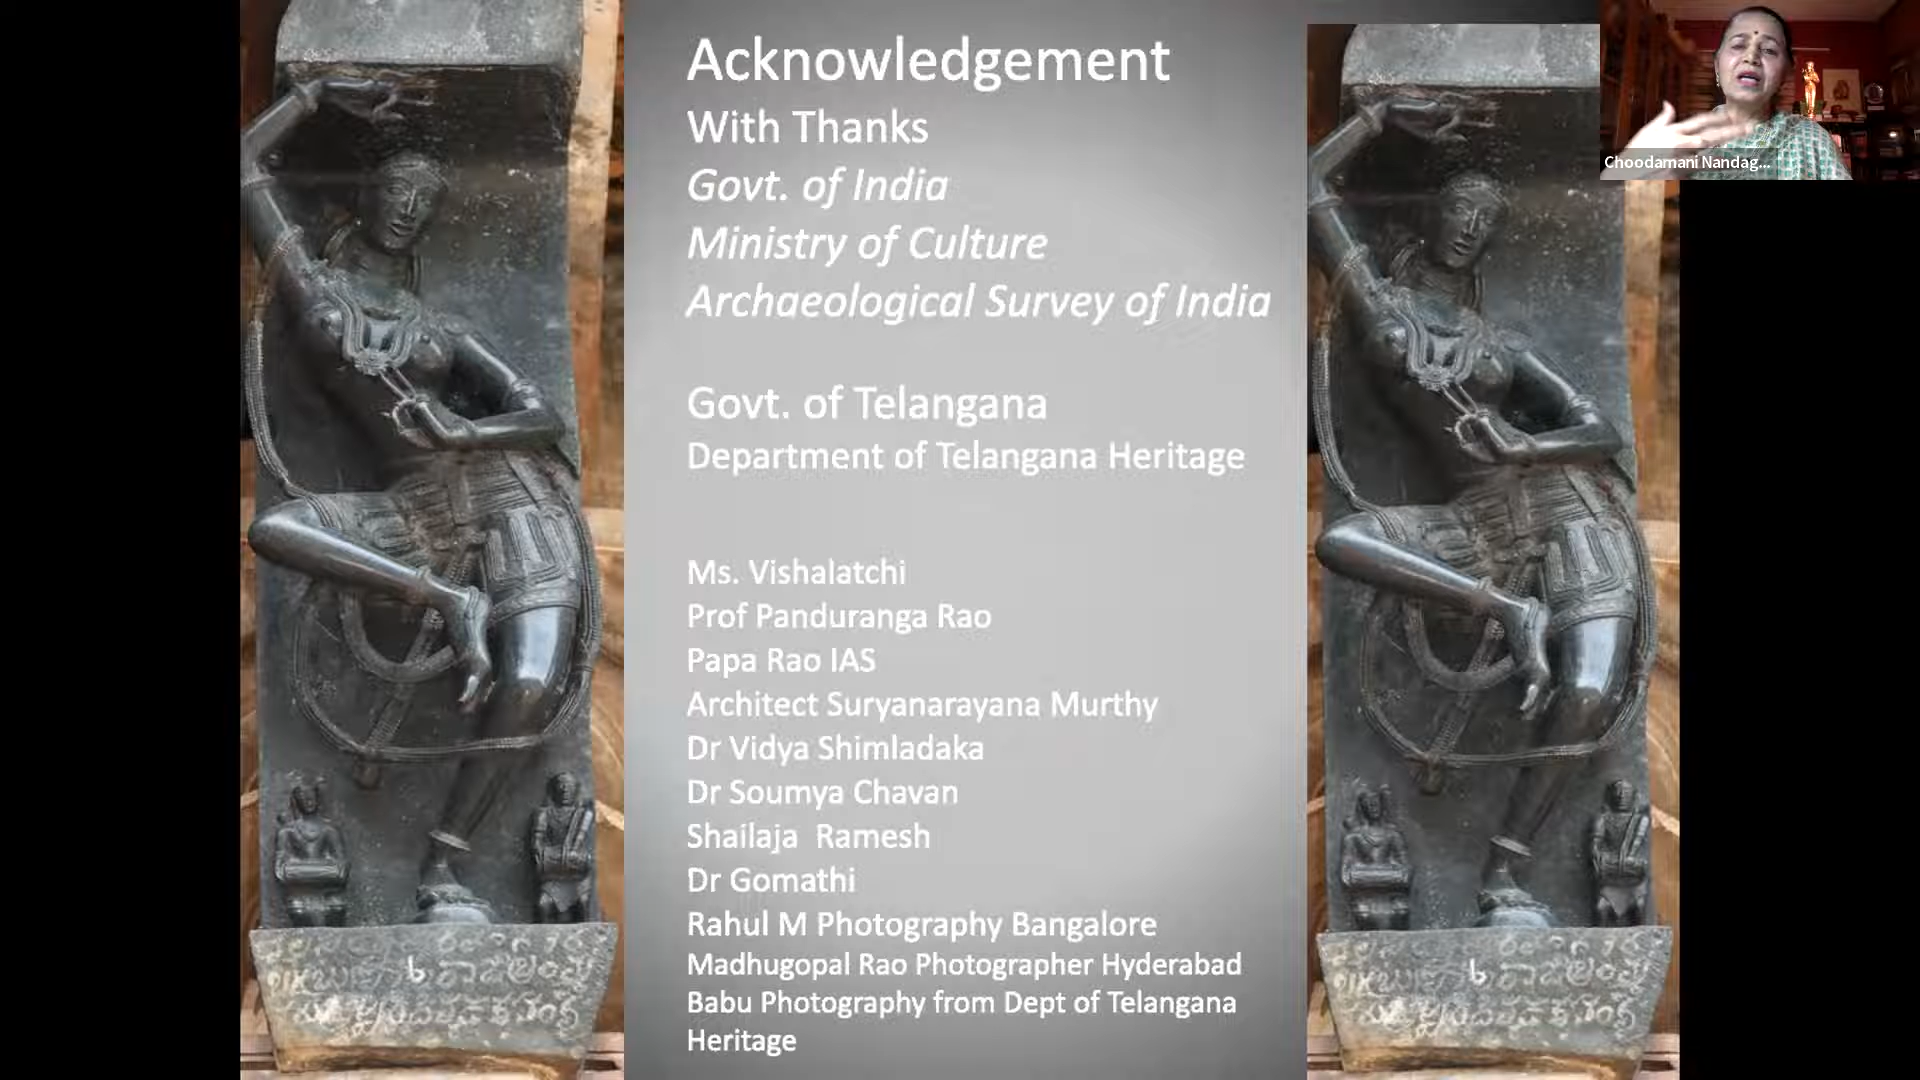 Acknowledgement
With Thanks
Govt. of India
Ministry of Culture
Archaeological Survey of India
Govt. of Telangana
Department of Telangana Heritage
Ms. Vishalatchi
Prof Panduranga Rao
Papa Rao IAS
Architect Suryanarayana Murthy
Dr Vidya Shimladaka
Dr Soumya Chavan
Shailaja Ramesh
Dr Gomathi
Rahul M Photography Bangalore
Madhugopal Rao Photographer Hyderabad
Babu Photography from Dept of Telangana
Heritage
Choodamani Nandag...